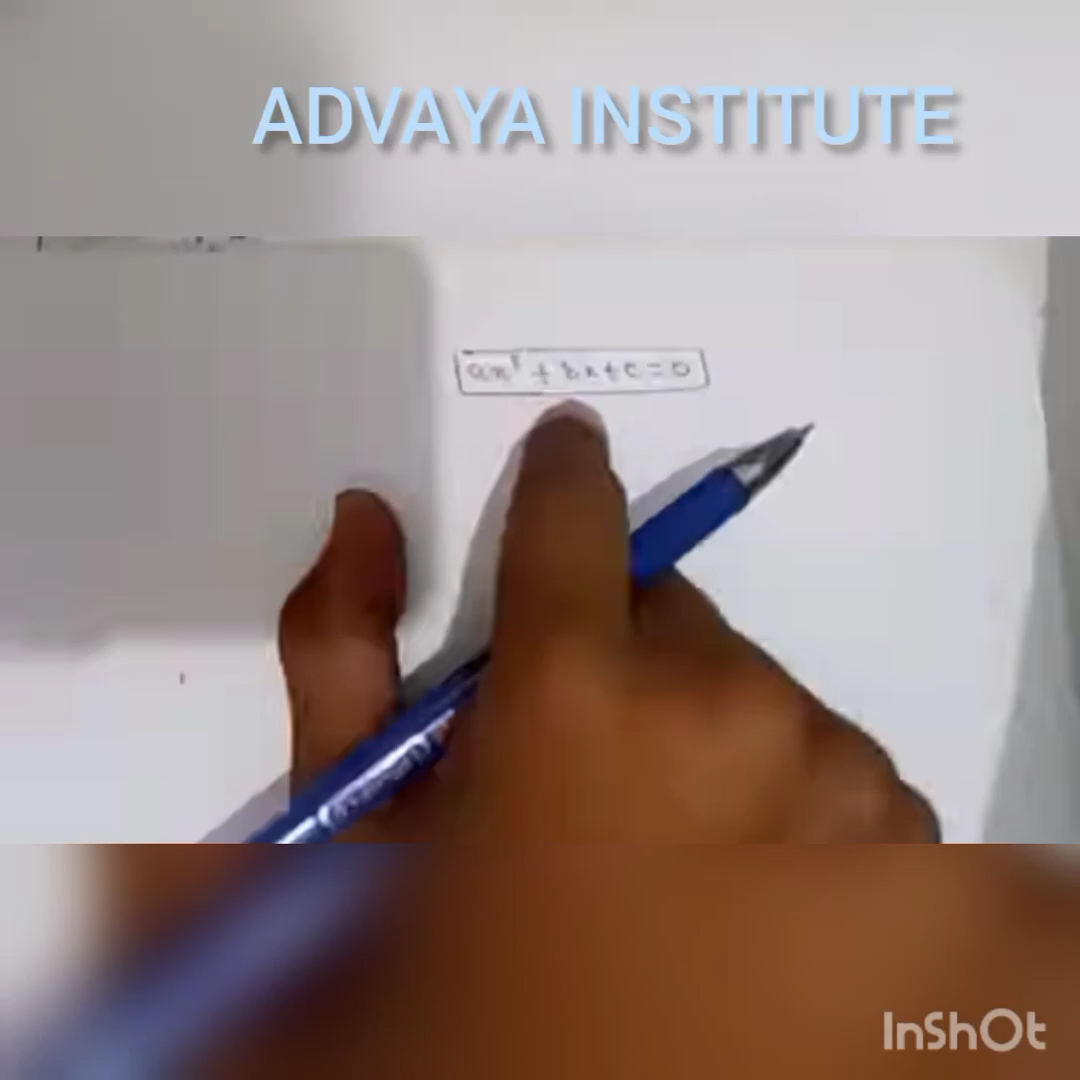 ADVAYA INSTITUTE
ax² + bx + c = 0
InShOt